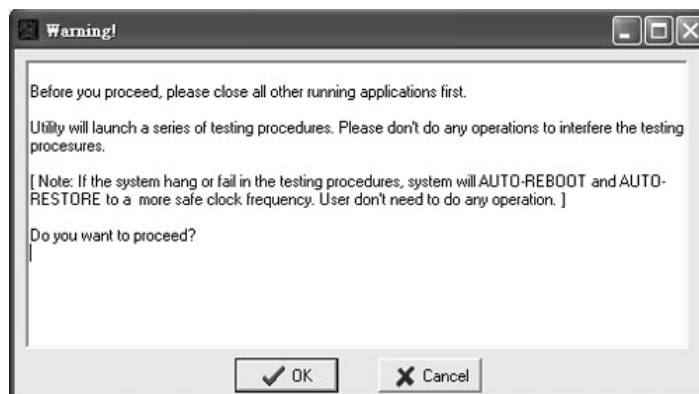 Warning!
Before you proceed, please close all other running applications first.
Utility will launch a series of testing procedures. Please don't do any operations to interfere the testing
procesures.
[ Note: If the system hang or fail in the testing procedures, system will AUTO-REBOOT and AUTO-
RESTORE to a  more safe clock frequency. User don't need to do any operation. ]
Do you want to proceed?
OK
Cancel